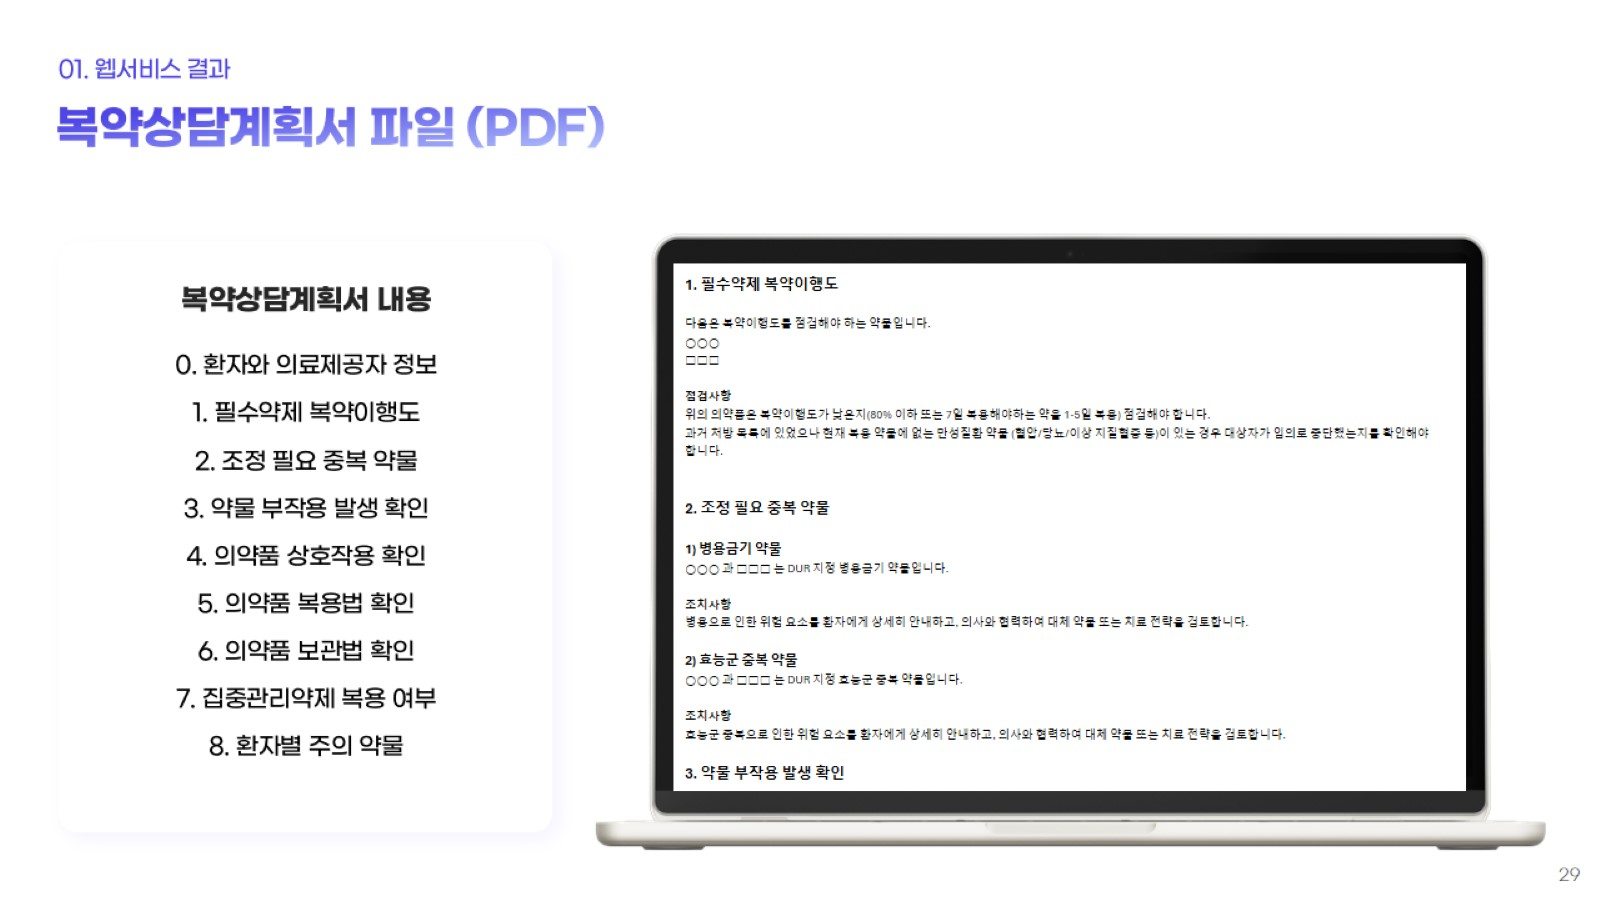 01. 웹서비스 결과
복약상담계획서 파일 (PDF)
복약상담계획서 내용
0. 환자와 의료제공자 정보
1. 필수약제 복약이행도
2. 조정 필요 중복 약물
3. 약물 부작용 발생 확인
4. 의약품 상호작용 확인
5. 의약품 복용법 확인
6. 의약품 보관법 확인
7. 집중관리약제 복용 여부
8. 환자별 주의 약물
1. 필수약제 복약이행도
다음은 복약이행도를 점검해야 하는 약물입니다.
○○○
□□□
점검사항
위의 의약품은 복약이행도가 낮은지(80% 이하 또는 7일 복용해야하는 약을 1-5일 복용) 점검해야 합니다.
과거 처방 목록에 있었으나 현재 복용 약물에 없는 만성질환 약물 (혈압/당뇨/이상 지질혈증 등)이 있는 경우 대상자가 임의로 중단했는지를 확인해야
합니다.
2. 조정 필요 중복 약물
1) 병용금기 약물
○○○ 과 □□□ 는 DUR 지정 병용금기 약물입니다.
조치사항
병용으로 인한 위험 요소를 환자에게 상세히 안내하고, 의사와 협력하여 대체 약물 또는 치료 전략을 검토합니다.
2) 효능군 중복 약물
○○○ 과 □□□ 는 DUR 지정 효능군 중복 약물입니다.
조치사항
효능군 중복으로 인한 위험 요소를 환자에게 상세히 안내하고, 의사와 협력하여 대체 약물 또는 치료 전략을 검토합니다.
3. 약물 부작용 발생 확인
29